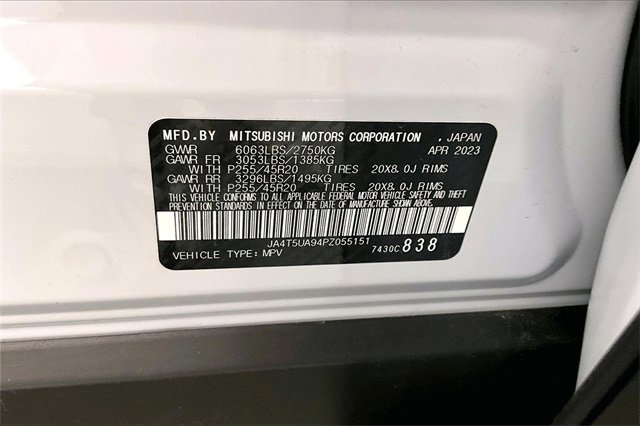 MFD.BY MITSUBISHI MOTORS CORPORATION , JAPAN
GVWR 6063LBS/2750KG APR 2023
GAWR FR 3053LBS/1385KG
WITH P255/45R20 TIRES 20X8.0J RIMS
GAWR RR 3296LBS/1495KG
WITH P255/45R20 TIRES 20X8.0J RIMS
THIS VEHICLE CONFORMS TO ALL APPLICABLE FEDERAL MOTOR VEHICLE
SAFETY AND THEFT PREVENTION STANDARDS IN EFFECT ON THE DATE
OF MANUFACTURE SHOWN ABOVE.
JA4T5UA94PZ055151
VEHICLE TYPE:MPV 7430C 838